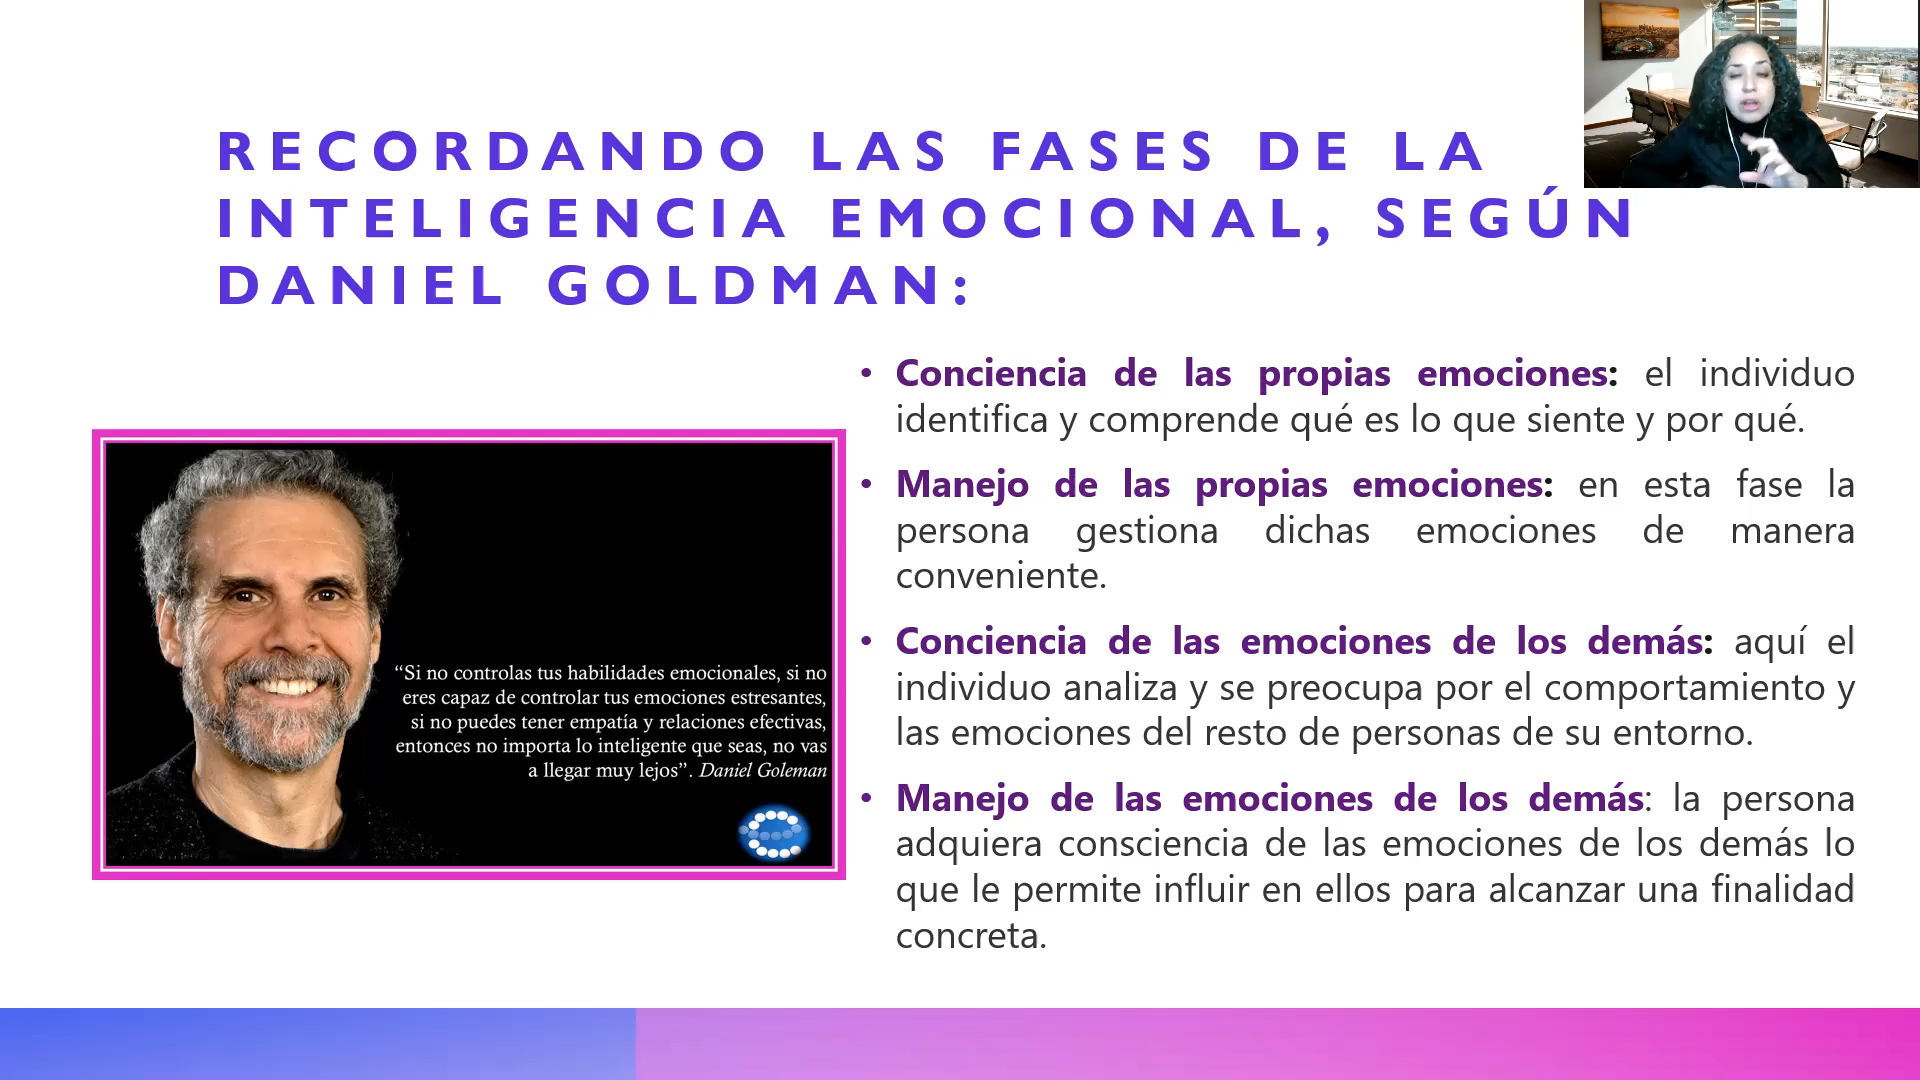 RECORDANDO LAS FASES DE LA
INTELIGENCIA EMOCIONAL, SEGÚN
DANIEL GOLDMAN:
• Conciencia de las propias emociones: el individuo
identifica y comprende qué es lo que siente y por qué.
• Manejo de las propias emociones: en esta fase la
persona gestiona dichas emociones de manera
conveniente.
• Conciencia de las emociones de los demás: aquí el
individuo analiza y se preocupa por el comportamiento y
las emociones del resto de personas de su entorno.
• Manejo de las emociones de los demás: la persona
adquiera consciencia de las emociones de los demás lo
que le permite influir en ellos para alcanzar una finalidad
concreta.
“Si no controlas tus habilidades emocionales, si no
eres capaz de controlar tus emociones estresantes,
si no puedes tener empatía y relaciones efectivas,
entonces no importa lo inteligente que seas, no vas
a llegar muy lejos”. Daniel Goleman